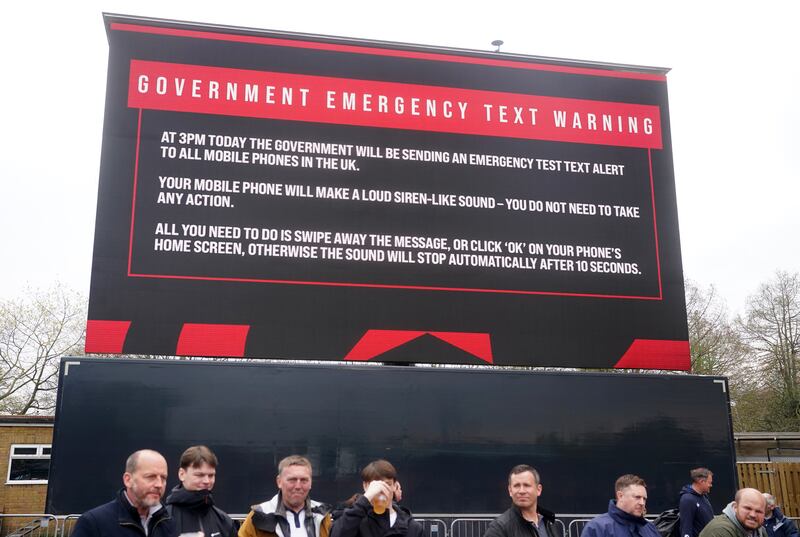 GOVERNMENT EMERGENCY TEXT WARNING
AT 3PM TODAY THE GOVERNMENT WILL BE SENDING AN EMERGENCY TEST TEXT ALERT
TO ALL MOBILE PHONES IN THE UK.
YOUR MOBILE PHONE WILL MAKE A LOUD SIREN-LIKE SOUND – YOU DO NOT NEED TO TAKE
ANY ACTION.
ALL YOU NEED TO DO IS SWIPE AWAY THE MESSAGE, OR CLICK ‘OK’ ON YOUR PHONE’S
HOME SCREEN, OTHERWISE THE SOUND WILL STOP AUTOMATICALLY AFTER 10 SECONDS.